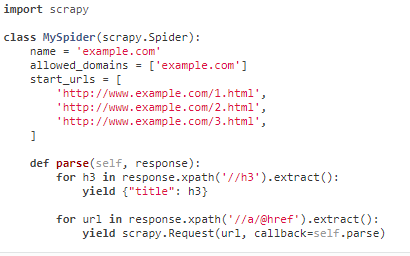 import scrapy

class MySpider(scrapy.Spider):
    name = 'example.com'
    allowed_domains = ['example.com']
    start_urls = [
        'http://www.example.com/1.html',
        'http://www.example.com/2.html',
        'http://www.example.com/3.html',
    ]

    def parse(self, response):
        for h3 in response.xpath('//h3').extract():
            yield {"title": h3}

        for url in response.xpath('//a/@href').extract():
            yield scrapy.Request(url, callback=self.parse)